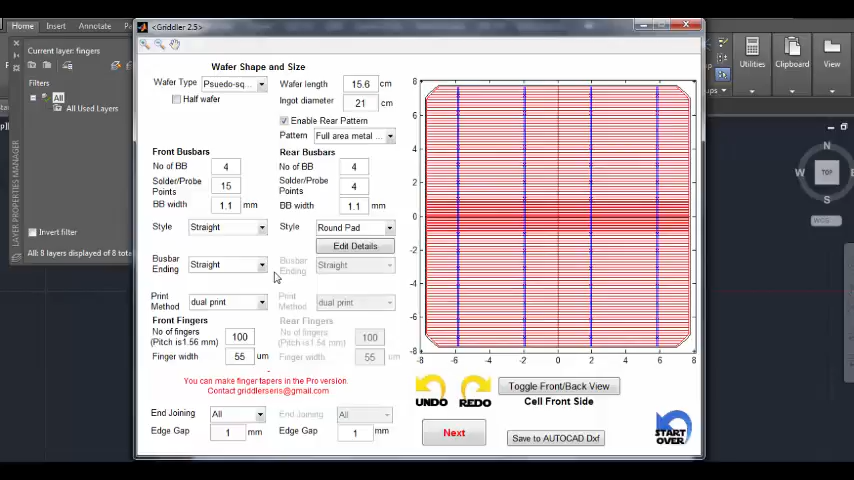 Home Insert Annotate
Current layer: fingers
Filters
All
All Used Layers
Invert filter
All: 8 layers displayed of 8 total
LAYER PROPERTIES MANAGER
<Griddler 2.5>
Wafer Shape and Size
Wafer Type Psuedo-sq... Wafer length 15.6 cm
Half wafer Ingot diameter 21 cm
Enable Rear Pattern
Pattern Full area metal ...
Front Busbars Rear Busbars
No of BB 4 No of BB 4
Solder/Probe Points 15 Solder/Probe Points 4
BB width 1.1 mm BB width 1.1 mm
Style Straight Style Round Pad
Edit Details
Busbar Ending Straight Busbar Ending Straight
Print Method dual print Print Method dual print
Front Fingers Rear Fingers
No of fingers (Pitch is1.56 mm) 100 No of fingers (Pitch is1.54 mm) 100
Finger width 55 um Finger width 55 um
You can make finger tapers in the Pro version.
Contact griddlerseris@gmail.com
End Joining All End Joining All
Edge Gap 1 mm Edge Gap 1 mm
8
6
4
2
0
-2
-4
-6
-8
-8 -6 -4 -2 0 2 4 6 8
UNDO REDO Toggle Front/Back View
Cell Front Side
Next Save to AUTOCAD Dxf
START OVER
Utilities Clipboard View
N
W TOP
S
WCS